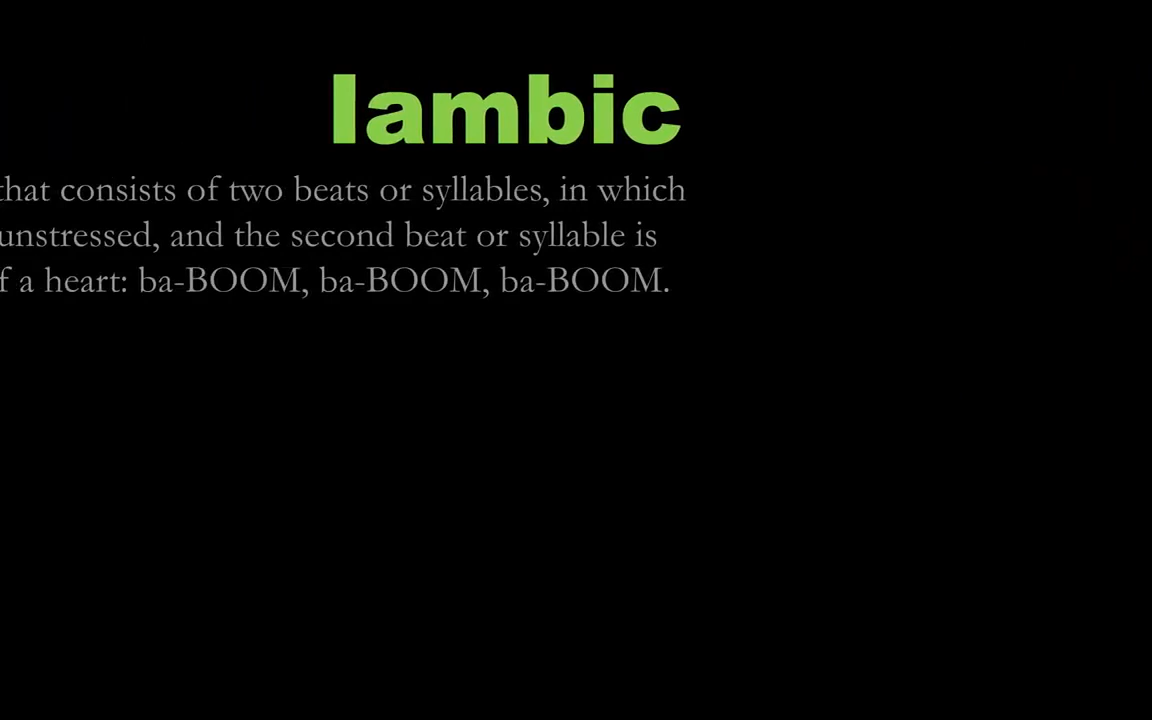 Iambic
that consists of two beats or syllables, in which
unstressed, and the second beat or syllable is
f a heart: ba-BOOM, ba-BOOM, ba-BOOM.